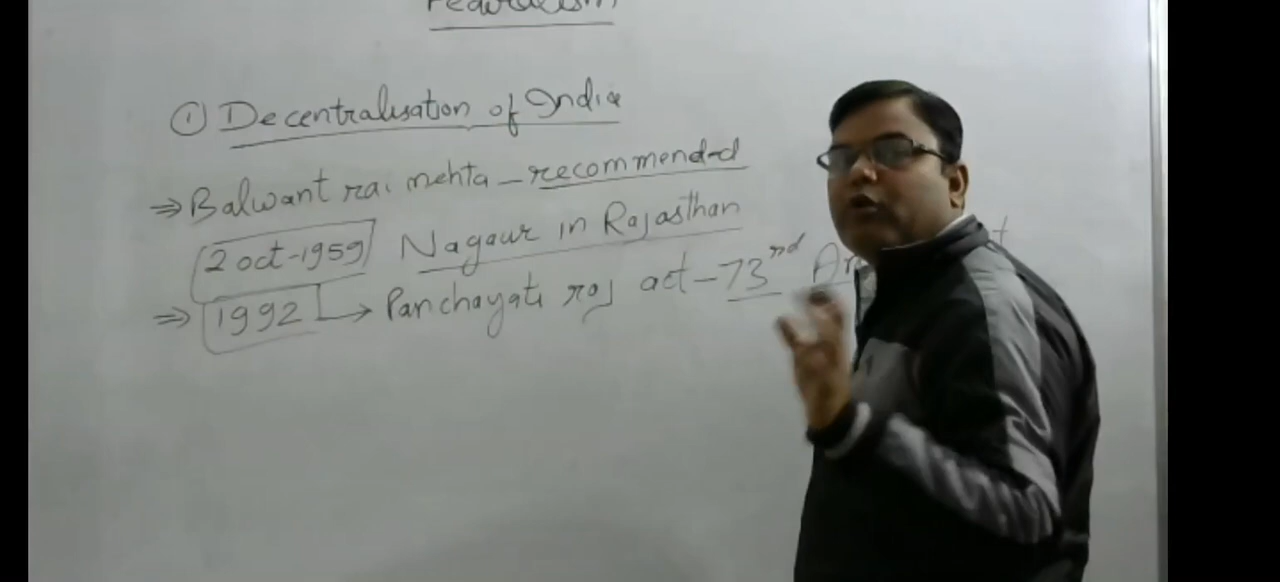 Federalism
① Decentralisation of India
⇒ Balwant rai mehta - recommended
2 oct-1959 Nagaur in Rajasthan
⇒ 1992 → Panchayati raj act - 73rd